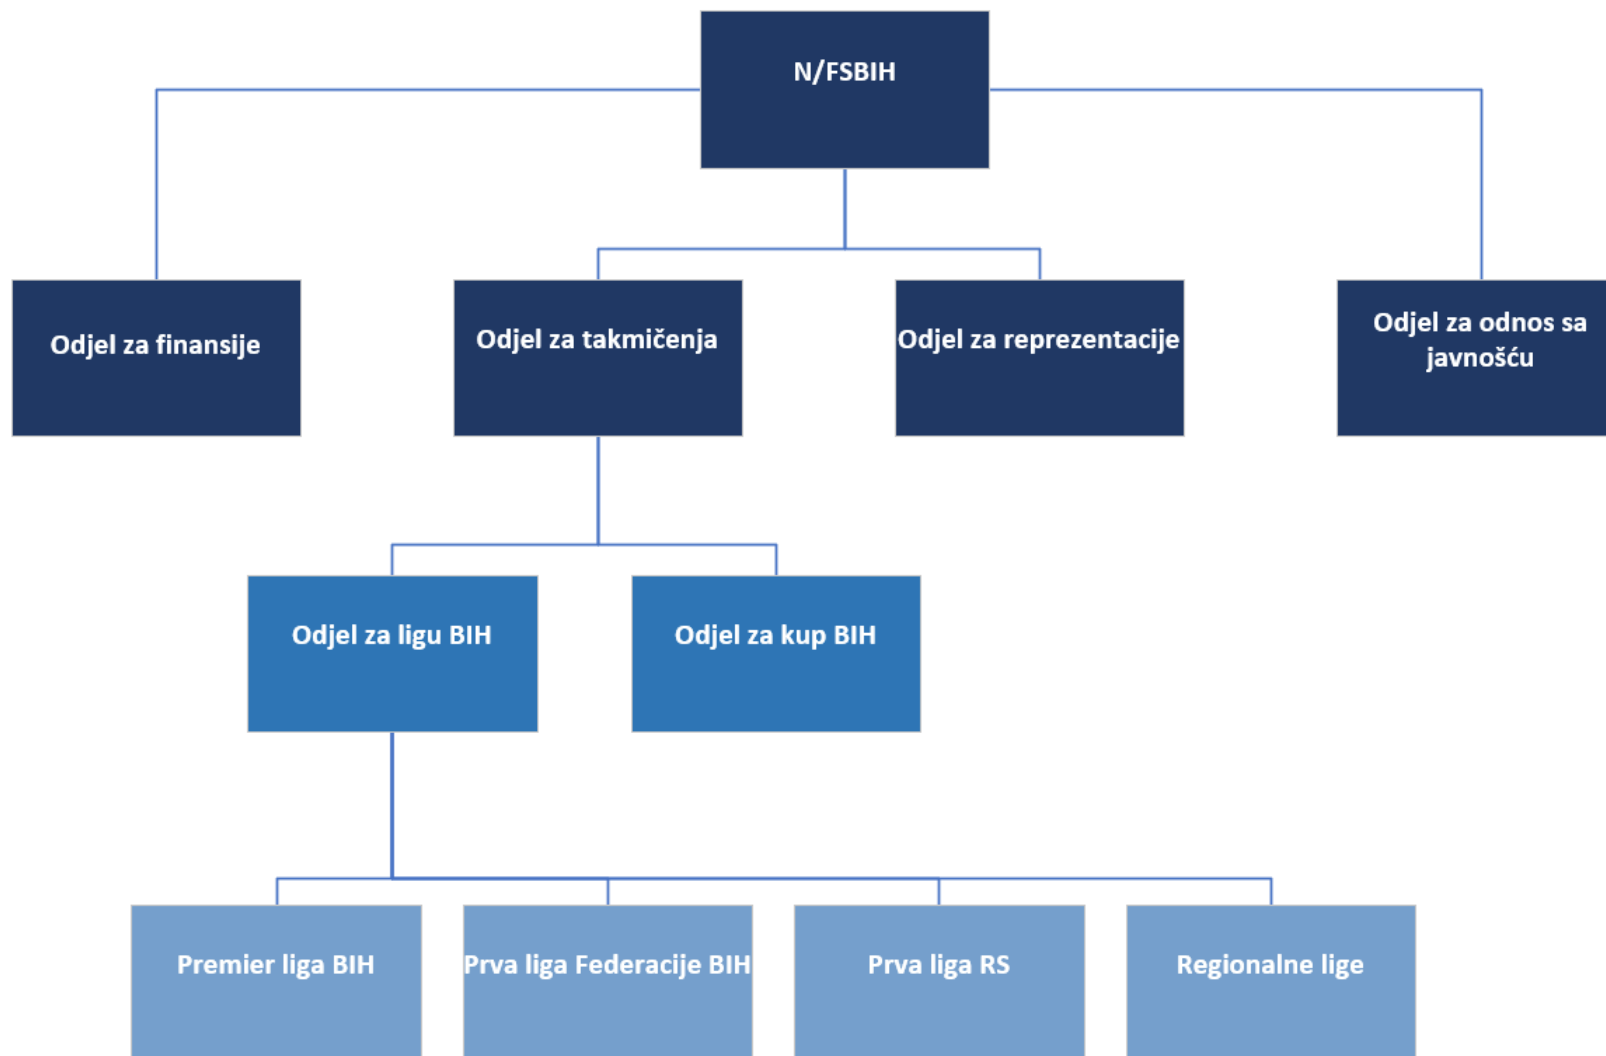 N/FSBIH
Odjel za finansije
Odjel za takmičenja
Odjel za reprezentacije
Odjel za odnos sa
javnošću
Odjel za ligu BIH
Odjel za kup BIH
Premier liga BIH
Prva liga Federacije BIH
Prva liga RS
Regionalne lige